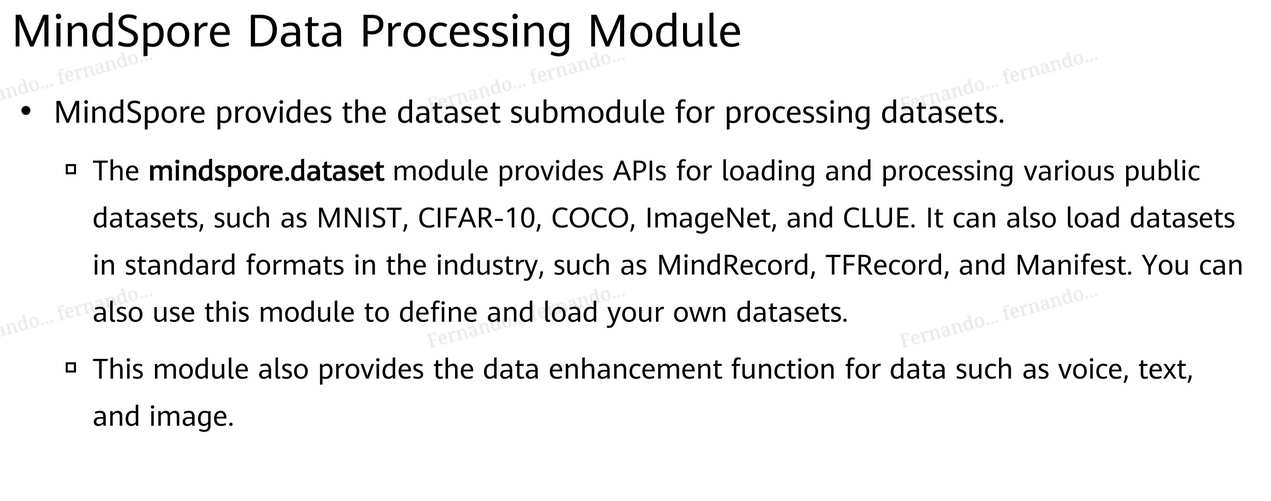 MindSpore Data Processing Module
Fernando... fernando...
Fernando... fernando...
ando... fernando...
• MindSpore provides the dataset submodule for processing datasets.
▫ The mindspore.dataset module provides APIs for loading and processing various public
datasets, such as MNIST, CIFAR-10, COCO, ImageNet, and CLUE. It can also load datasets
in standard formats in the industry, such as MindRecord, TFRecord, and Manifest. You can
also use this module to define and load your own datasets.
ando... fernando...
Fernando... fernando...
Fernando... fernando...
▫ This module also provides the data enhancement function for data such as voice, text,
and image.